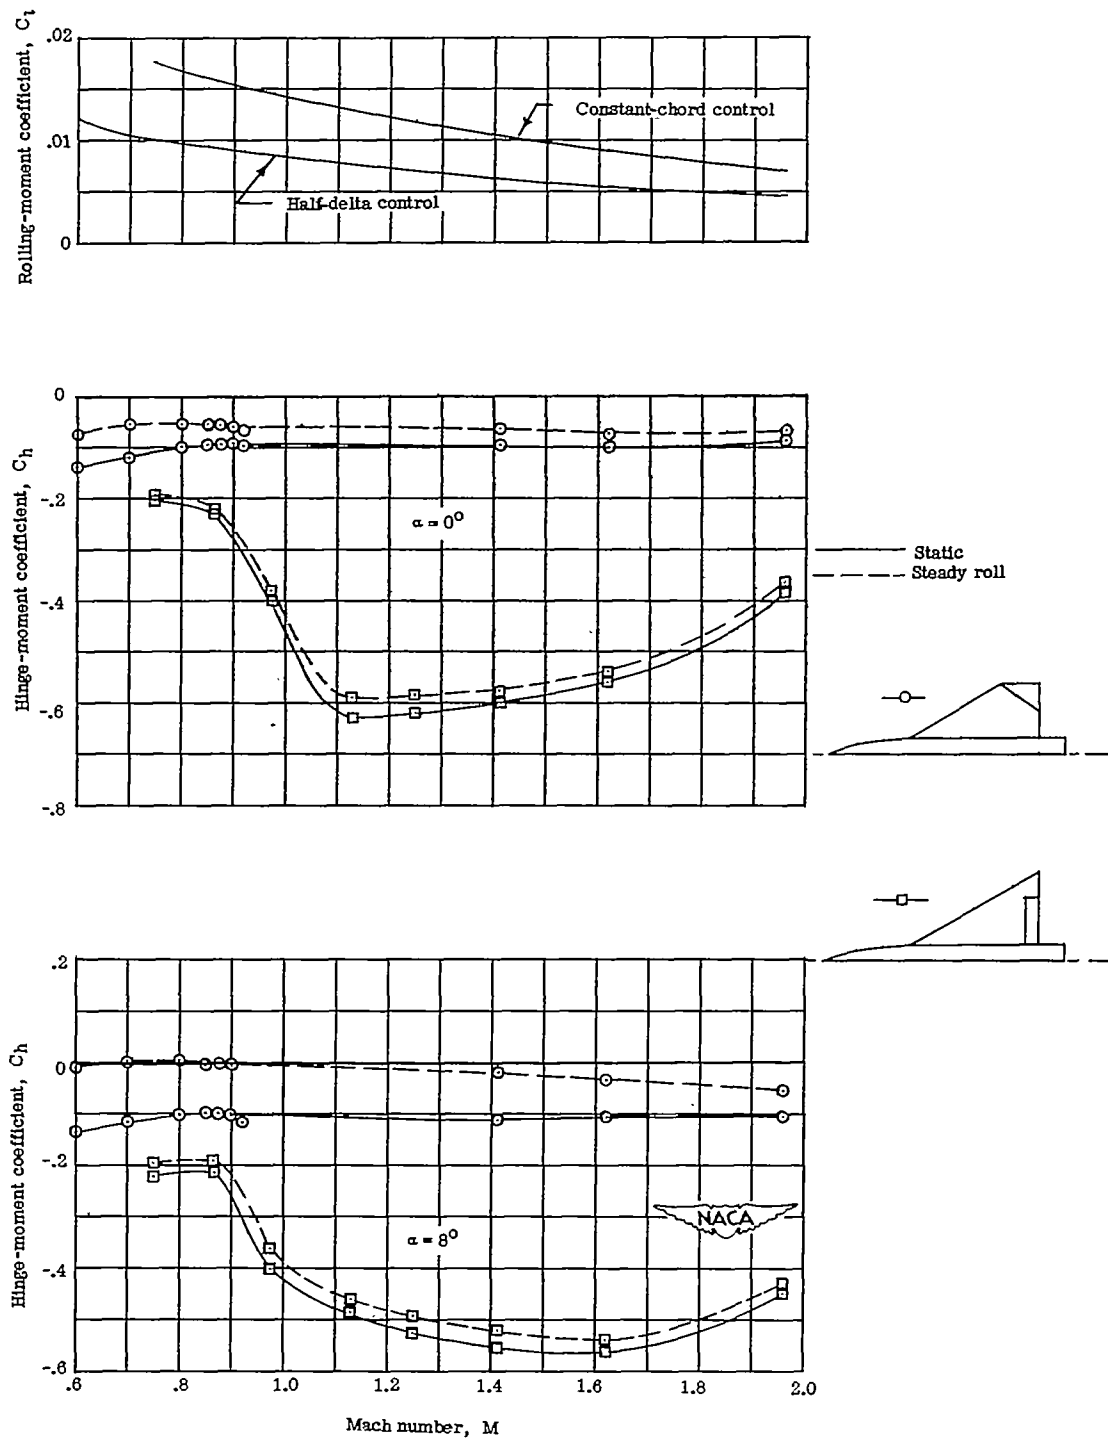 Rolling-moment coefficient, C_l
.02
.01
0
Constant-chord control
Half-delta control
Hinge-moment coefficient, C_h
0
-.2
-.4
-.6
-.8
α = 0°
Static
Steady roll
Hinge-moment coefficient, C_h
.2
0
-.2
-.4
-.6
α = 8°
NACA
.6 .8 1.0 1.2 1.4 1.6 1.8 2.0
Mach number, M